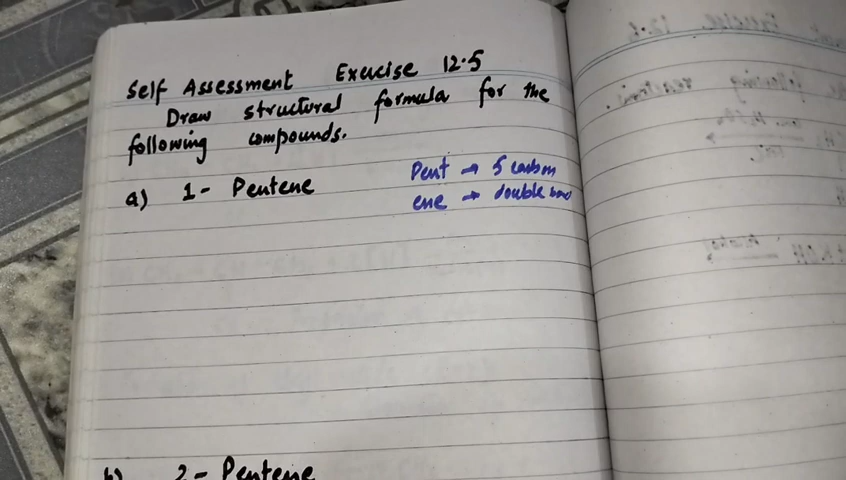 Self Assessment Exercise 12.5
Draw structural formula for the
following compounds.
a) 1- Pentene
Pent → 5 carbon
ene → double
b) 2- Pentene